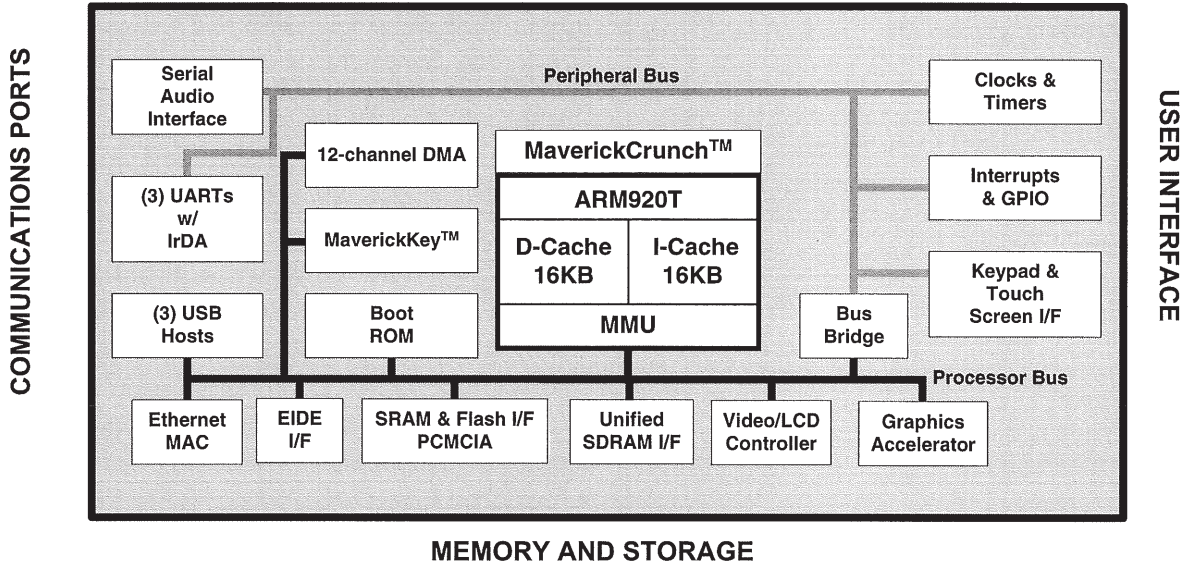 COMMUNICATIONS PORTS
Serial
Audio
Interface
Peripheral Bus
Clocks &
Timers
12-channel DMA
MaverickCrunch™
(3) UARTs
w/
IrDA
ARM920T
Interrupts
& GPIO
MaverickKey™
D-Cache
16KB
I-Cache
16KB
Keypad &
Touch
Screen I/F
(3) USB
Hosts
Boot
ROM
MMU
Bus
Bridge
Processor Bus
Ethernet
MAC
EIDE
I/F
SRAM & Flash I/F
PCMCIA
Unified
SDRAM I/F
Video/LCD
Controller
Graphics
Accelerator
USER INTERFACE
MEMORY AND STORAGE